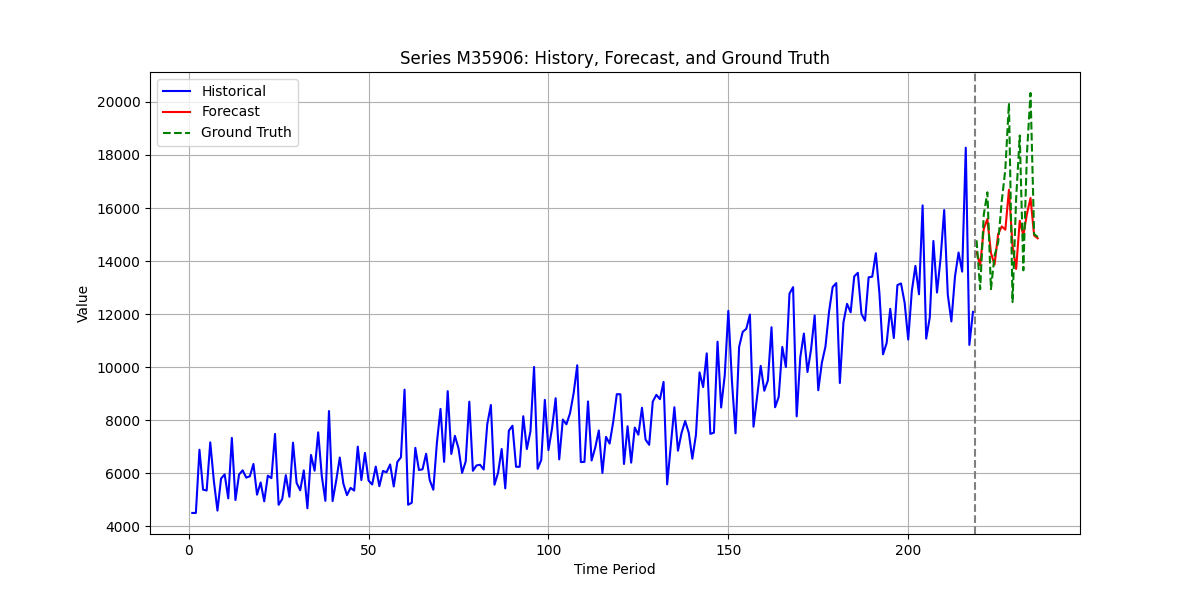 Series M35906: History, Forecast, and Ground Truth
Historical
Forecast
Ground Truth
20000
18000
16000
14000
12000
10000
8000
6000
4000
Value
0
50
100
150
200
Time Period